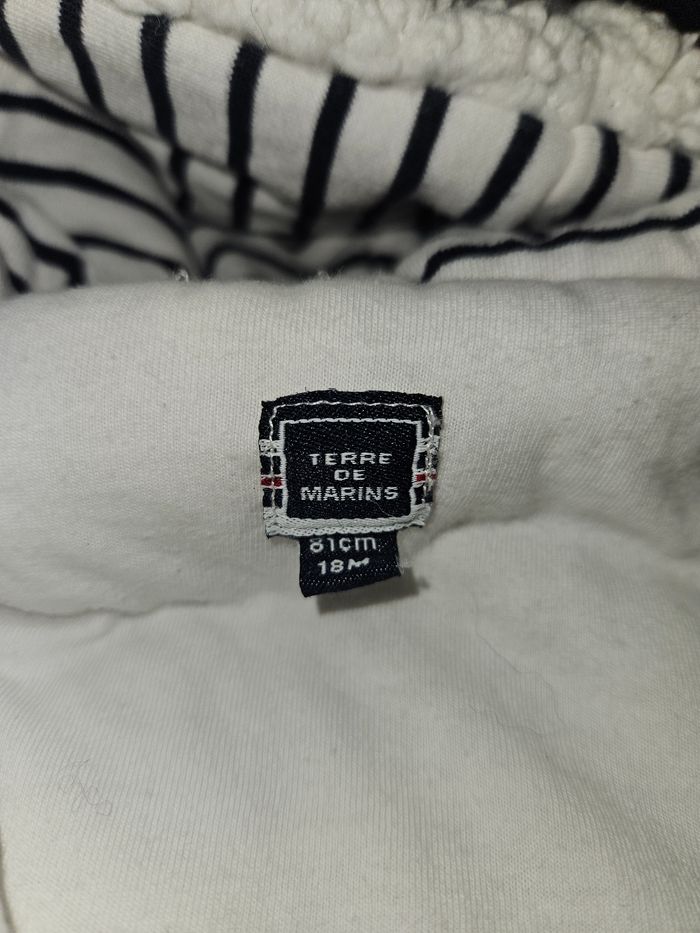 TERRE
DE
MARINS
81cm
18M